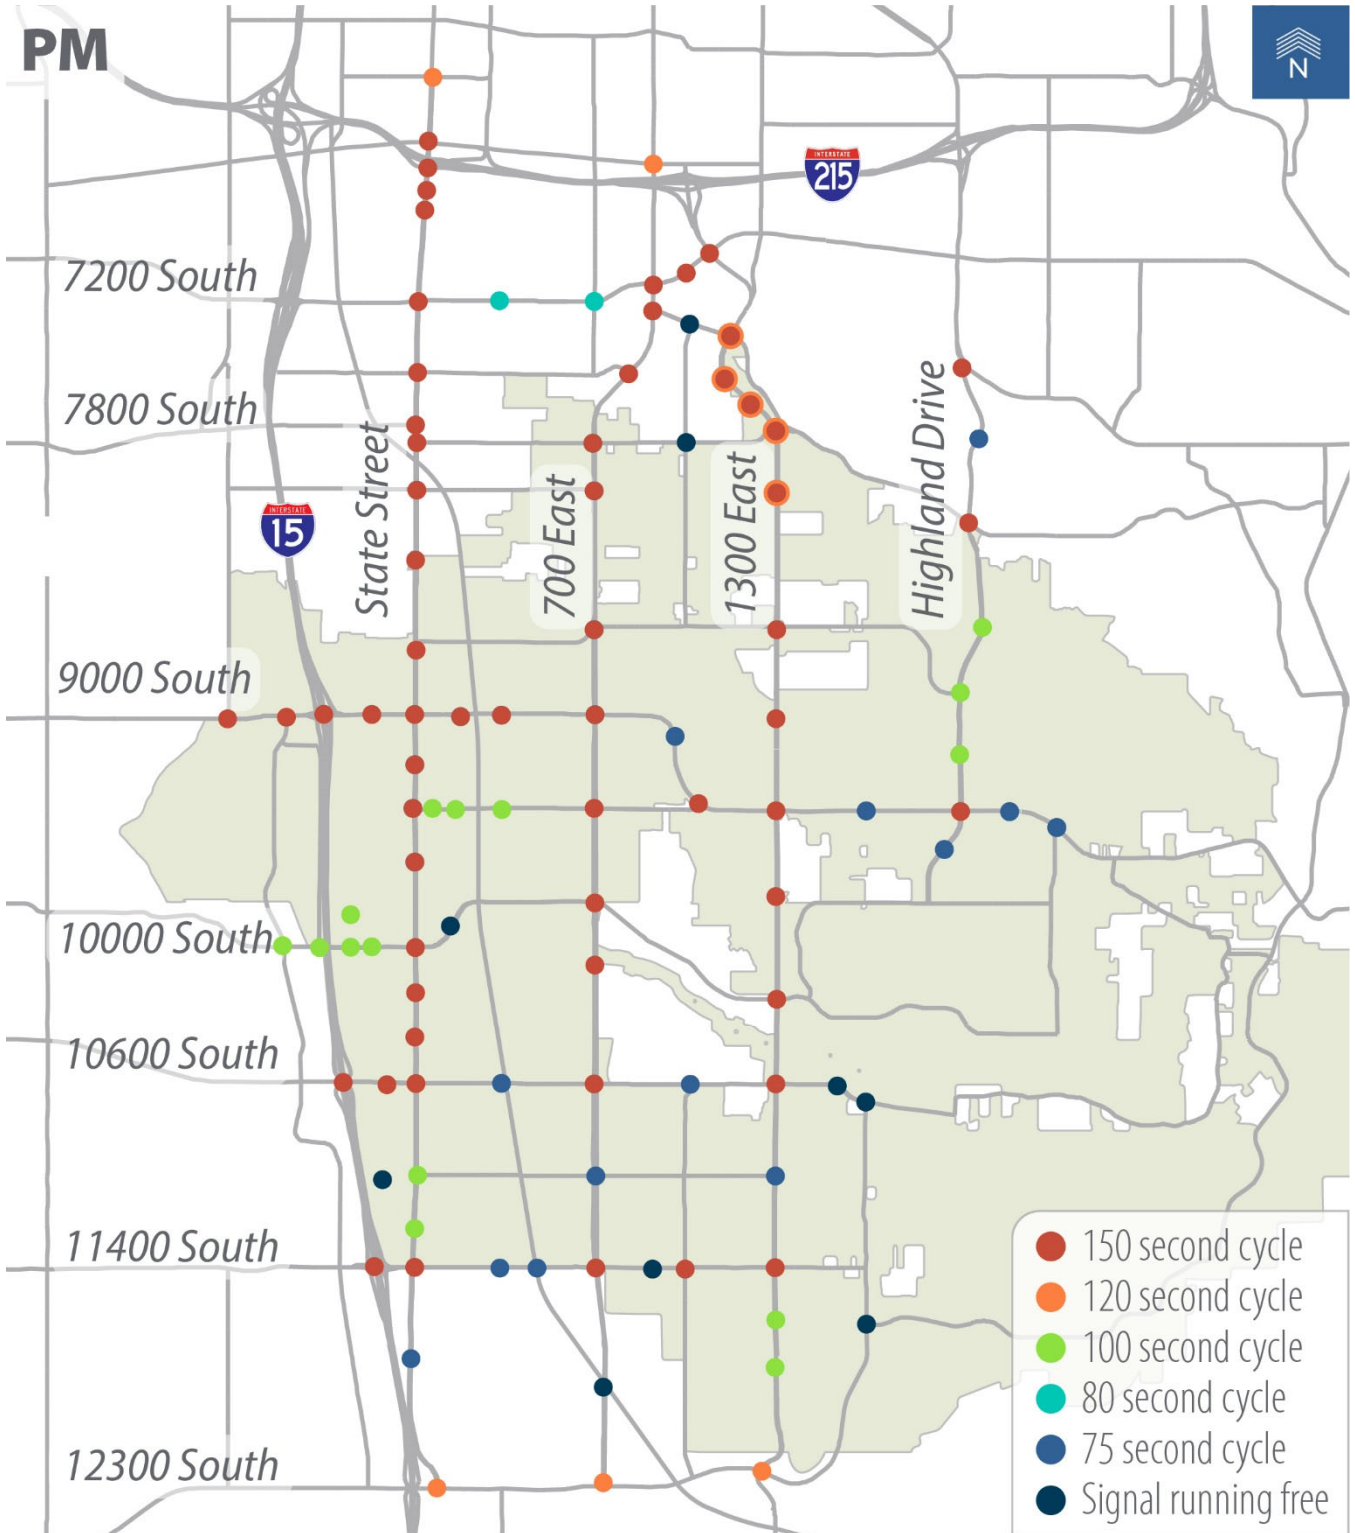 PM
N
INTERSTATE
215
7200 South
7800 South
State Street
700 East
1300 East
Highland Drive
INTERSTATE
15
9000 South
10000 South
10600 South
11400 South
12300 South
150 second cycle
120 second cycle
100 second cycle
80 second cycle
75 second cycle
Signal running free